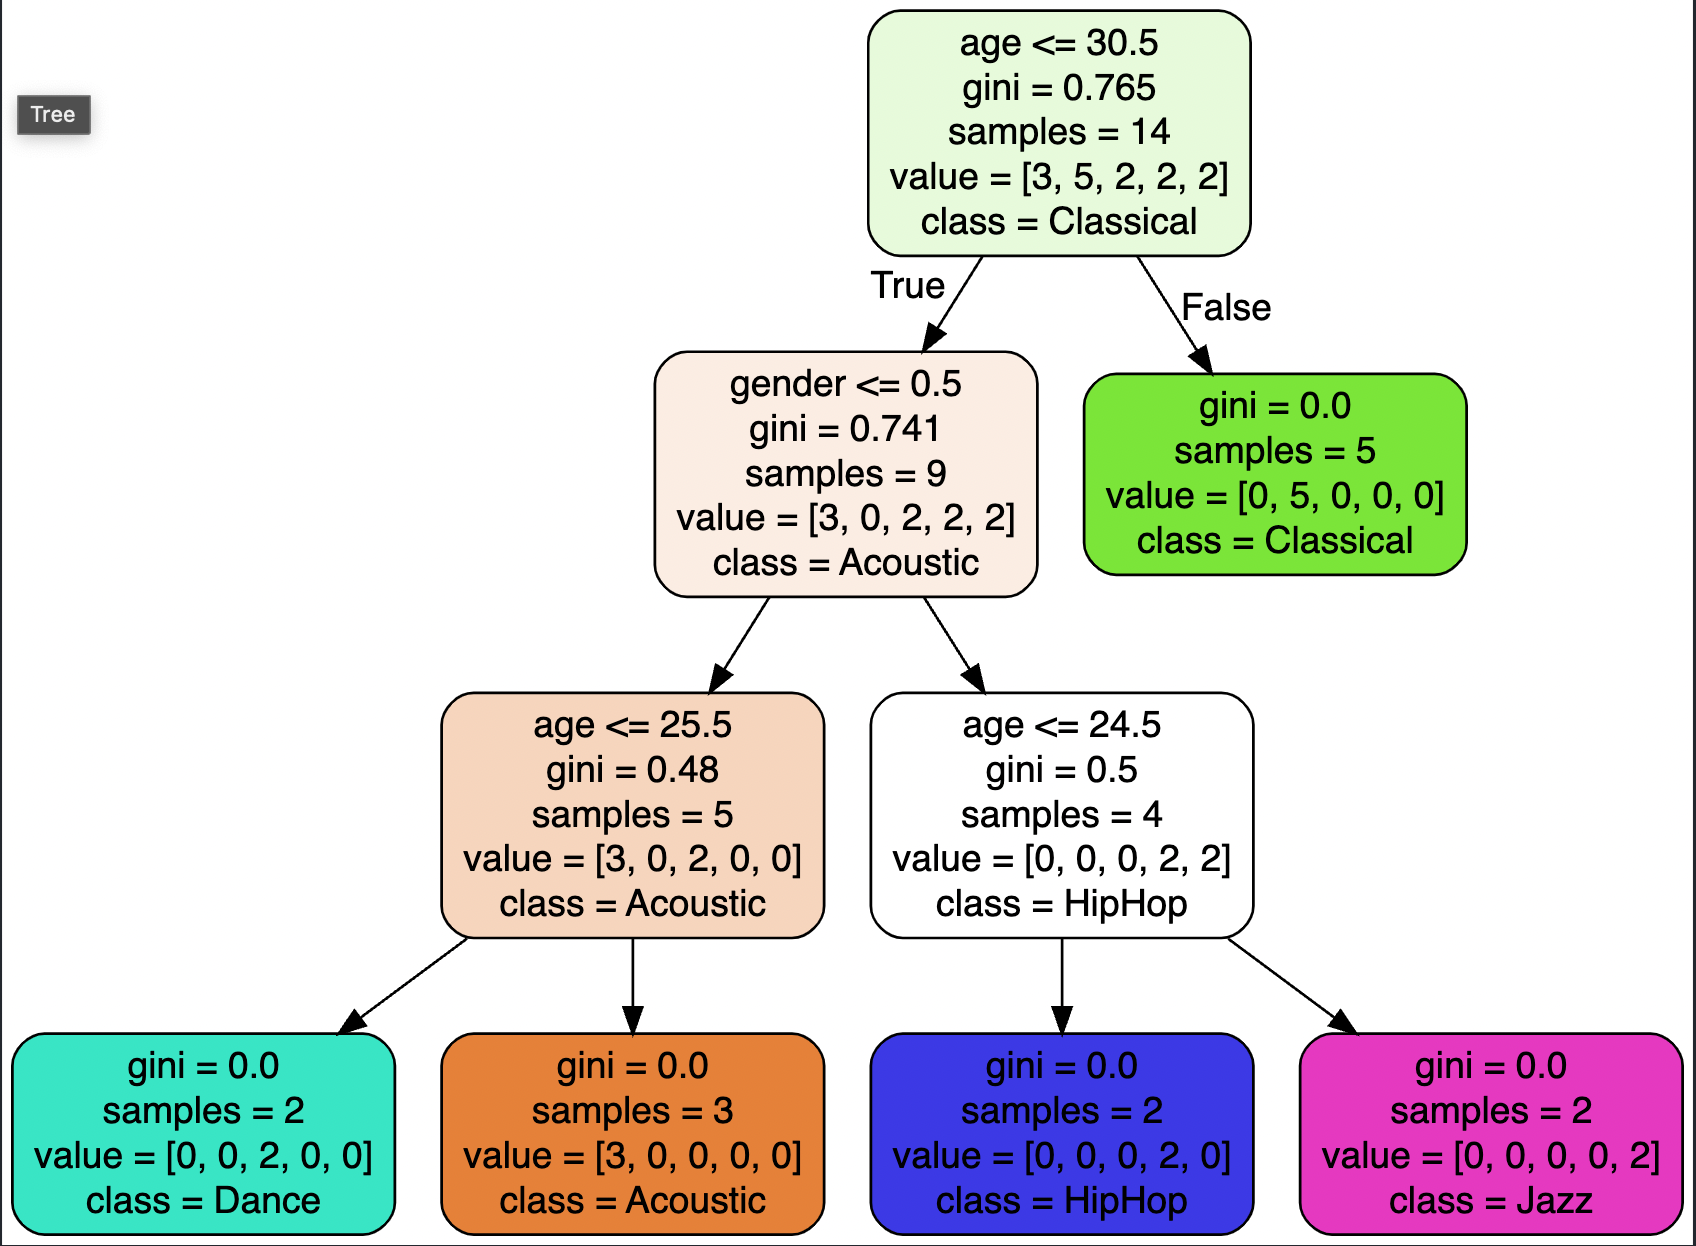 Tree
age <= 30.5
gini = 0.765
samples = 14
value = [3, 5, 2, 2, 2]
class = Classical
True
False
gender <= 0.5
gini = 0.741
samples = 9
value = [3, 0, 2, 2, 2]
class = Acoustic
gini = 0.0
samples = 5
value = [0, 5, 0, 0, 0]
class = Classical
age <= 25.5
gini = 0.48
samples = 5
value = [3, 0, 2, 0, 0]
class = Acoustic
age <= 24.5
gini = 0.5
samples = 4
value = [0, 0, 0, 2, 2]
class = HipHop
gini = 0.0
samples = 2
value = [0, 0, 2, 0, 0]
class = Dance
gini = 0.0
samples = 3
value = [3, 0, 0, 0, 0]
class = Acoustic
gini = 0.0
samples = 2
value = [0, 0, 0, 2, 0]
class = HipHop
gini = 0.0
samples = 2
value = [0, 0, 0, 0, 2]
class = Jazz